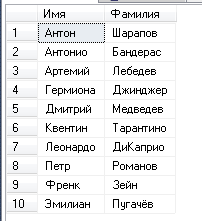 Имя Фамилия
1 Антон Шарапов
2 Антонио Бандерас
3 Артемий Лебедев
4 Гермиона Джинджер
5 Дмитрий Медведев
6 Квентин Тарантино
7 Леонардо ДиКаприо
8 Петр Романов
9 Френк Зейн
10 Эмилиан Пугачёв